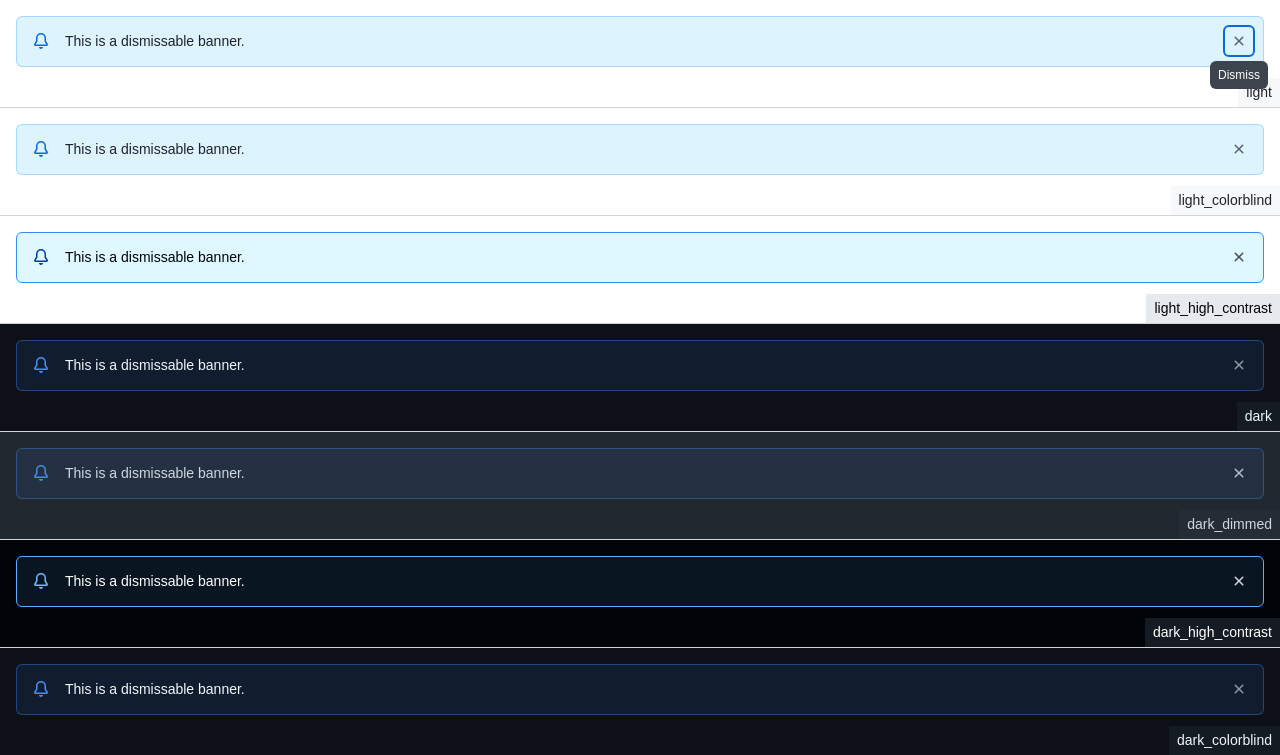 This is a dismissable banner.
Dismiss
light
This is a dismissable banner.
light_colorblind
This is a dismissable banner.
light_high_contrast
This is a dismissable banner.
dark
This is a dismissable banner.
dark_dimmed
This is a dismissable banner.
dark_high_contrast
This is a dismissable banner.
dark_colorblind